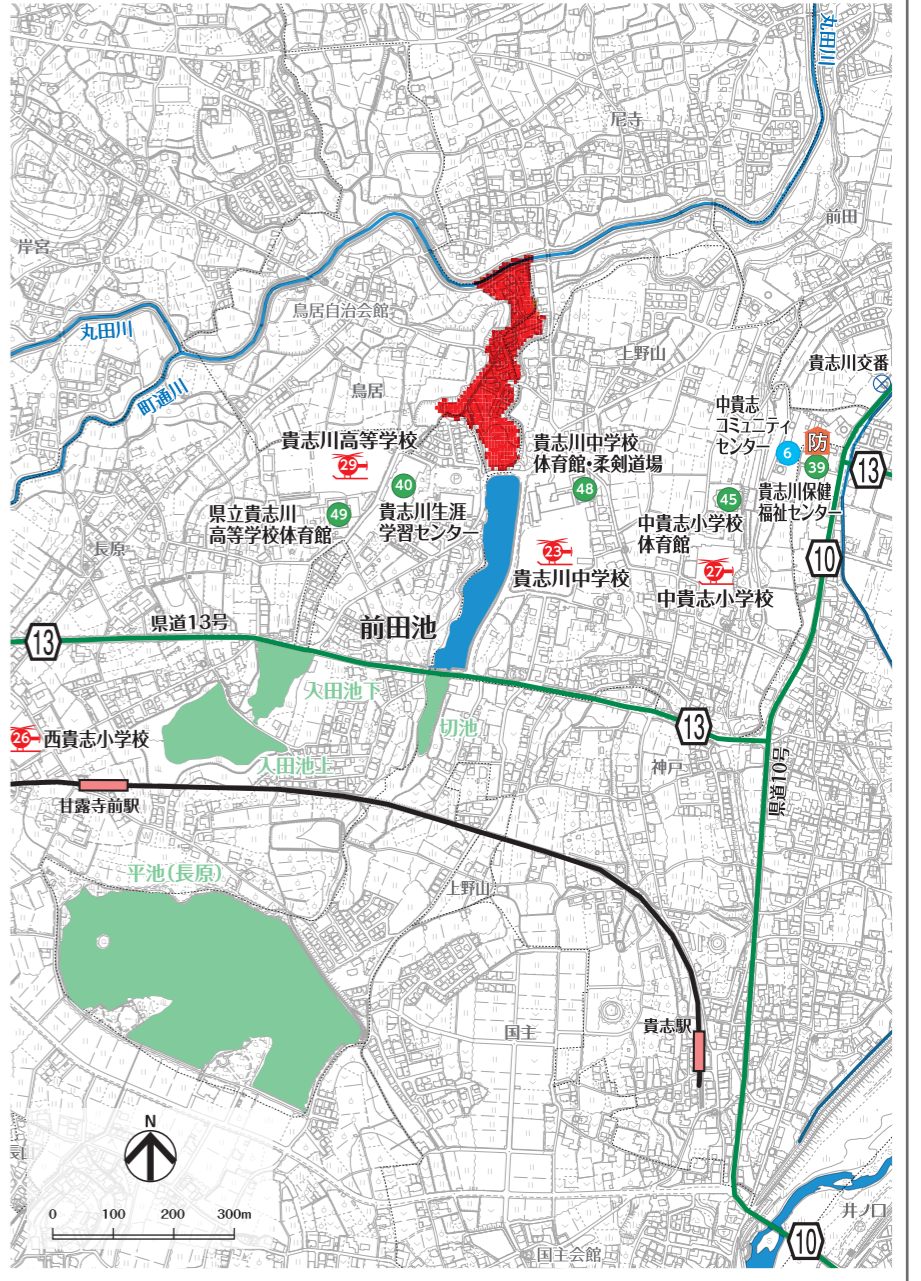 丸田川
尼寺
前田
岸宮
鳥居自治会館
丸田川
町通川
上野山
鳥居
貴志川交番
中貴志
コミュニティ
センター
6
防
39
13
貴志川保健
福祉センター
貴志川高等学校
29
40
貴志川生涯
学習センター
49
県立貴志川
高等学校体育館
貴志川中学校
体育館・柔剣道場
48
45
中貴志小学校
体育館
23
貴志川中学校
27
中貴志小学校
10
長原
県道13号
13
前田池
入田池下
切池
13
26
西貴志小学校
入田池上
神戸
県道10号
甘露寺前駅
平池(長原)
上野山
国主
貴志駅
N
0 100 200 300m
井ノ口
10
国主会館